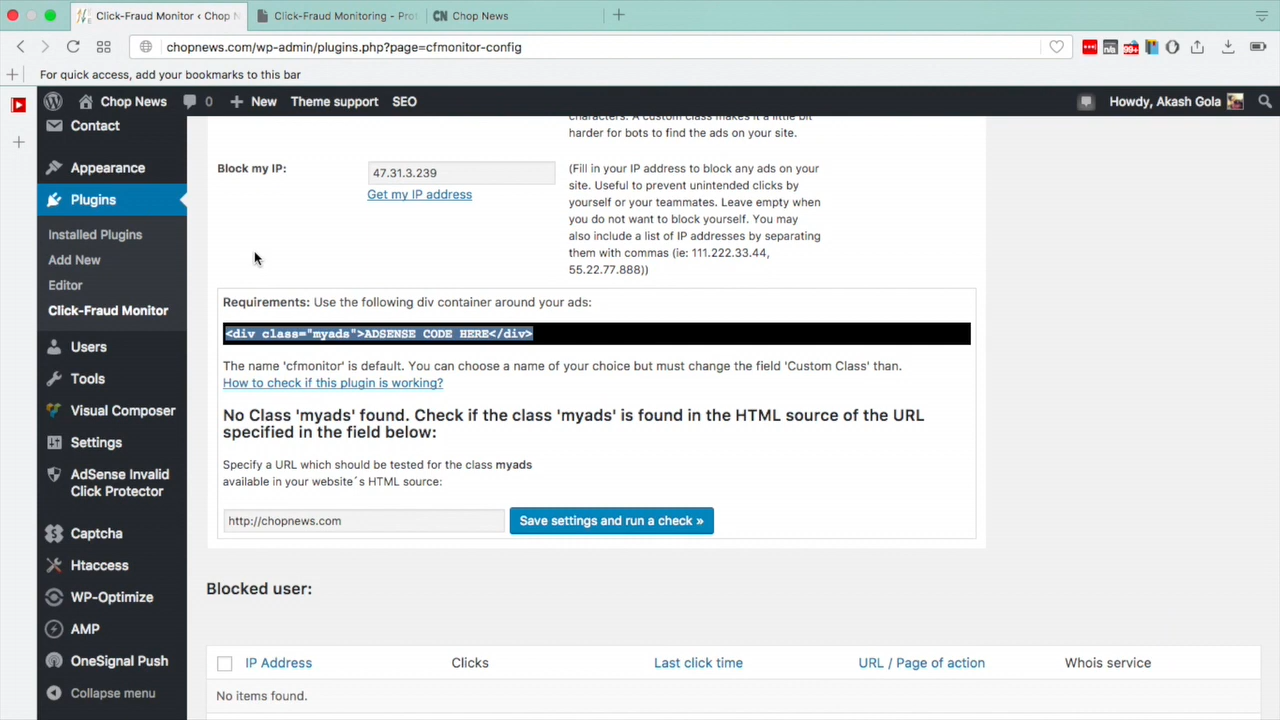 Click-Fraud Monitor ‹ Chop N
Click-Fraud Monitoring - Prot
CN Chop News
chopnews.com/wp-admin/plugins.php?page=cfmonitor-config
n/a
99+
For quick access, add your bookmarks to this bar
Chop News
0
New
Theme support
SEO
Howdy, Akash Gola
Contact
Appearance
Plugins
Installed Plugins
Add New
Editor
Click-Fraud Monitor
Users
Tools
Visual Composer
Settings
AdSense Invalid
Click Protector
Captcha
Htaccess
WP-Optimize
AMP
OneSignal Push
Collapse menu
characters. A custom class makes it a little bit
harder for bots to find the ads on your site.
Block my IP:
47.31.3.239
Get my IP address
(Fill in your IP address to block any ads on your
site. Useful to prevent unintended clicks by
yourself or your teammates. Leave empty when
you do not want to block yourself. You may
also include a list of IP addresses by separating
them with commas (ie: 111.222.33.44,
55.22.77.888))
Requirements: Use the following div container around your ads:
<div class="myads">ADSENSE CODE HERE</div>
The name 'cfmonitor' is default. You can choose a name of your choice but must change the field 'Custom Class' than.
How to check if this plugin is working?
No Class 'myads' found. Check if the class 'myads' is found in the HTML source of the URL
specified in the field below:
Specify a URL which should be tested for the class myads
available in your website´s HTML source:
http://chopnews.com
Save settings and run a check »
Blocked user:
IP Address
Clicks
Last click time
URL / Page of action
Whois service
No items found.